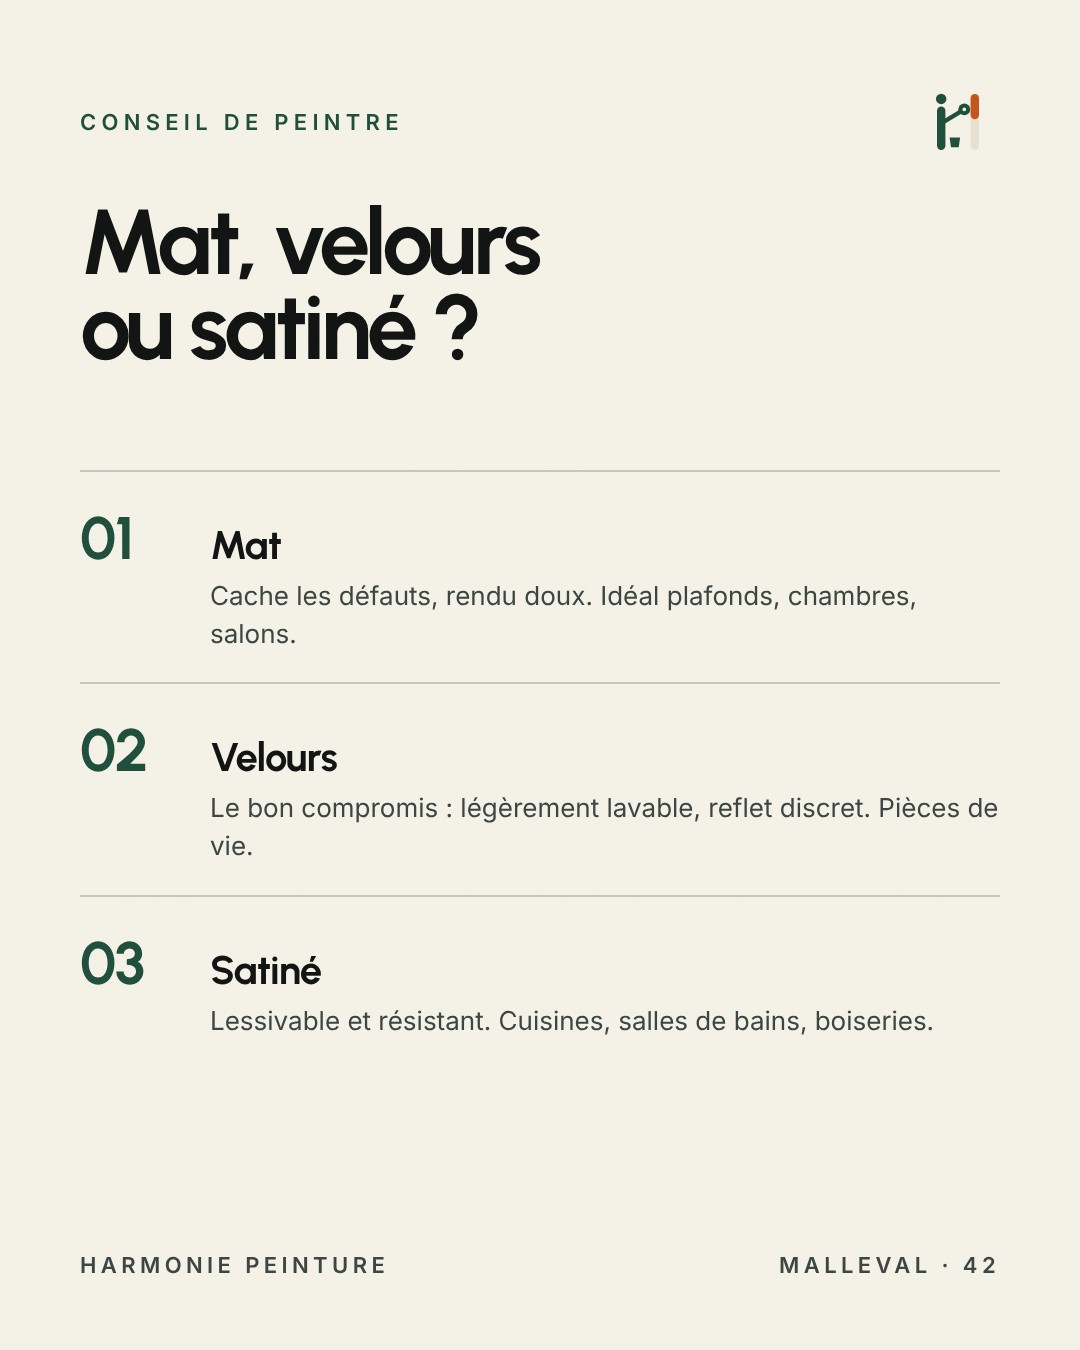 CONSEIL DE PEINTRE
Mat, velours
ou satiné ?
01
Mat
Cache les défauts, rendu doux. Idéal plafonds, chambres,
salons.
02
Velours
Le bon compromis : légèrement lavable, reflet discret. Pièces de
vie.
03
Satiné
Lessivable et résistant. Cuisines, salles de bains, boiseries.
HARMONIE PEINTURE
MALLEVAL · 42